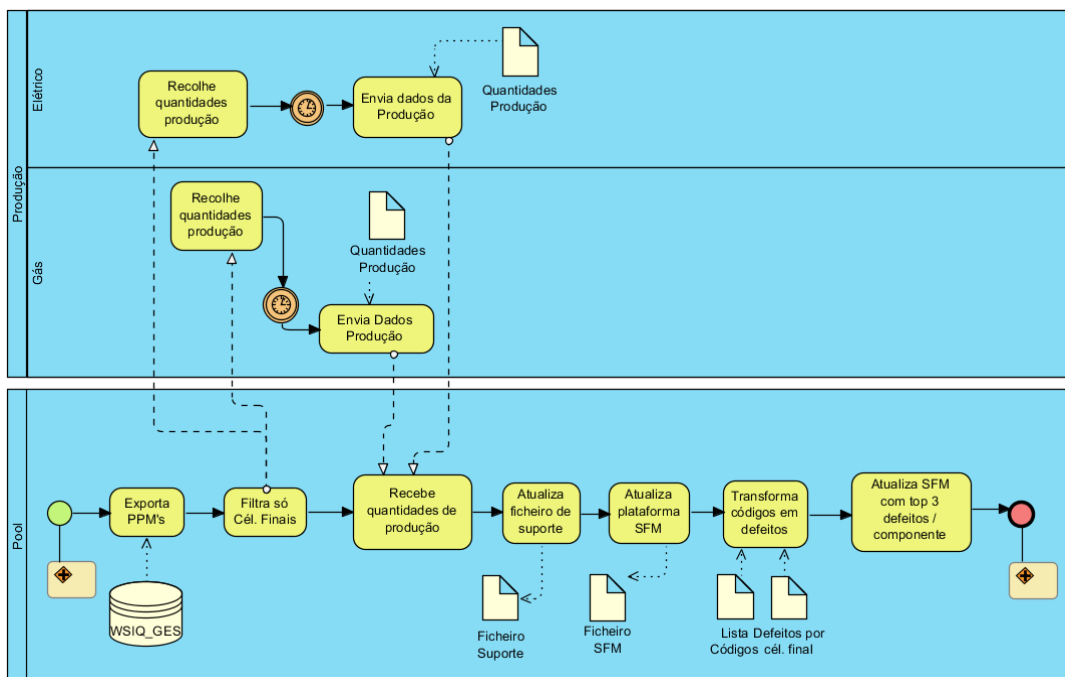 Produção
Elétrico
Recolhe
quantidades
produção
Envia dados da
Produção
Quantidades
Produção
Gás
Recolhe
quantidades
produção
Quantidades
Produção
Envia Dados
Produção
Pool
Exporta
PPM's
WSIQ_GES
Filtra só
Cél. Finais
Recebe
quantidades de
produção
Atualiza
ficheiro de
suporte
Ficheiro
Suporte
Atualiza
plataforma
SFM
Ficheiro
SFM
Transforma
códigos em
defeitos
Lista Defeitos por
Códigos cél. final
Atualiza SFM
com top 3
defeitos /
componente